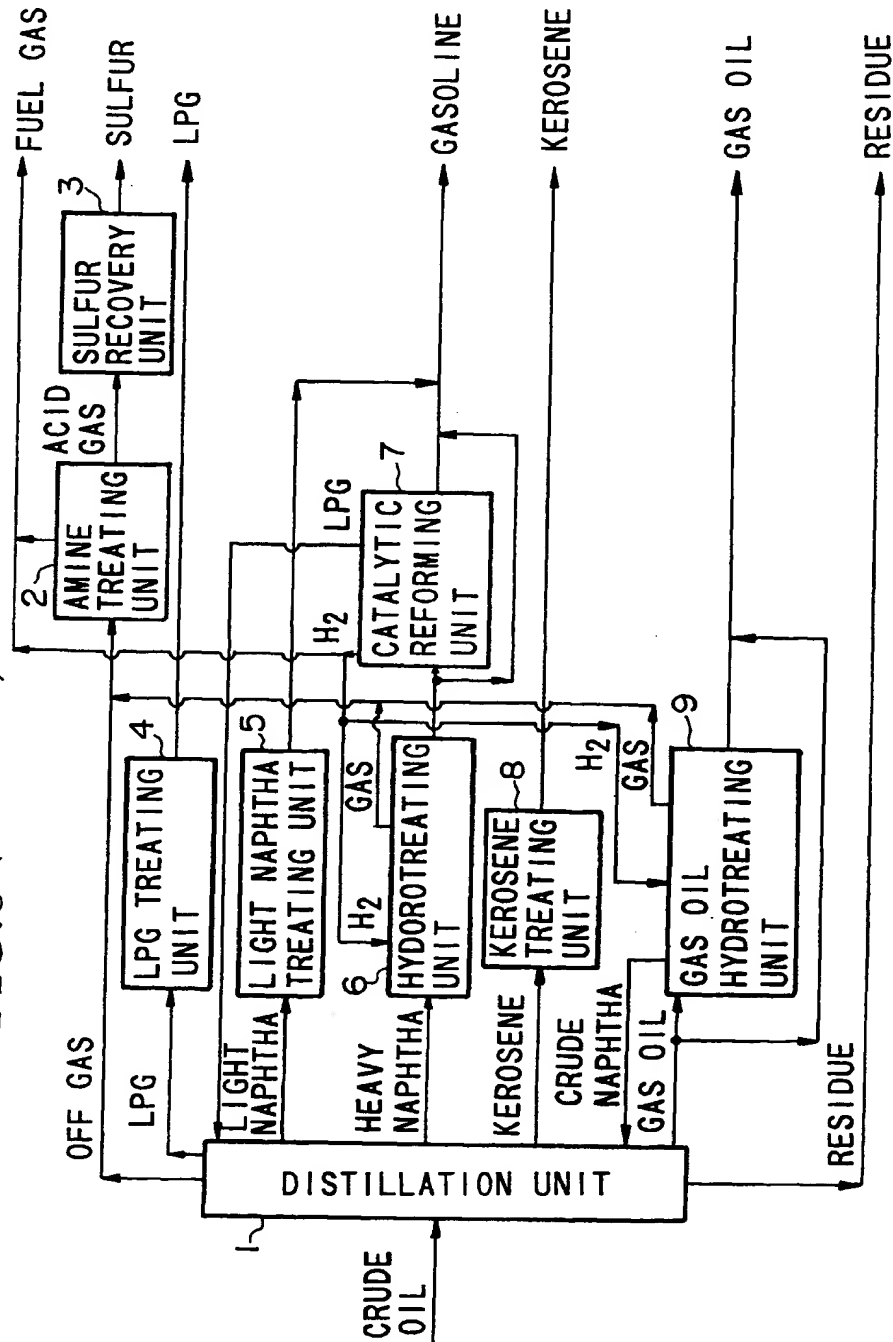 OFF GAS
FUEL GAS
2
AMINE
TREATING
UNIT
ACID
GAS
3
SULFUR
RECOVERY
UNIT
SULFUR
LPG
4
LPG TREATING
UNIT
LPG
LIGHT
NAPHTHA
5
LIGHT NAPHTHA
TREATING UNIT
H2
LPG
HEAVY
NAPHTHA
H2
GAS
6
HYDOROTREATING
UNIT
7
CATALYTIC
REFORMING
UNIT
GASOLINE
KEROSENE
8
KEROSENE
TREATING
UNIT
KEROSENE
CRUDE
NAPHTHA
GAS OIL
H2
GAS
9
GAS OIL
HYDROTREATING
UNIT
GAS OIL
1
DISTILLATION UNIT
CRUDE
OIL
RESIDUE
RESIDUE